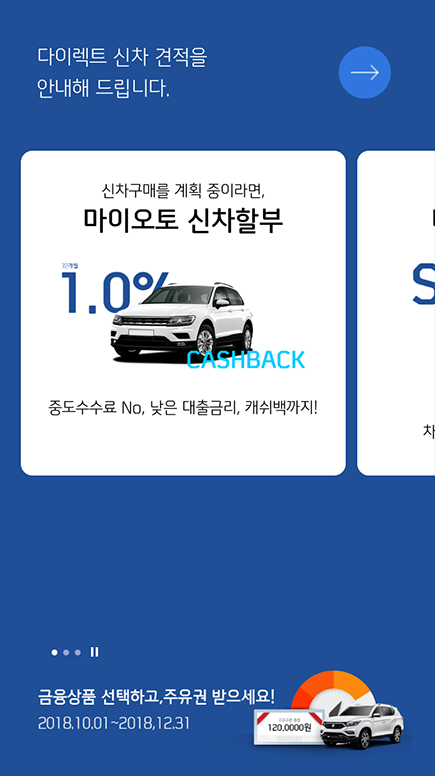 다이렉트 신차 견적을
안내해 드립니다.
신차구매를 계획 중이라면,
마이오토 신차할부
1.0%
CASHBACK
중도수수료 No, 낮은 대출금리, 캐쉬백까지!
S
차
금융상품 선택하고,주유권 받으세요!
2018.10.01~2018,12.31
120,0000원